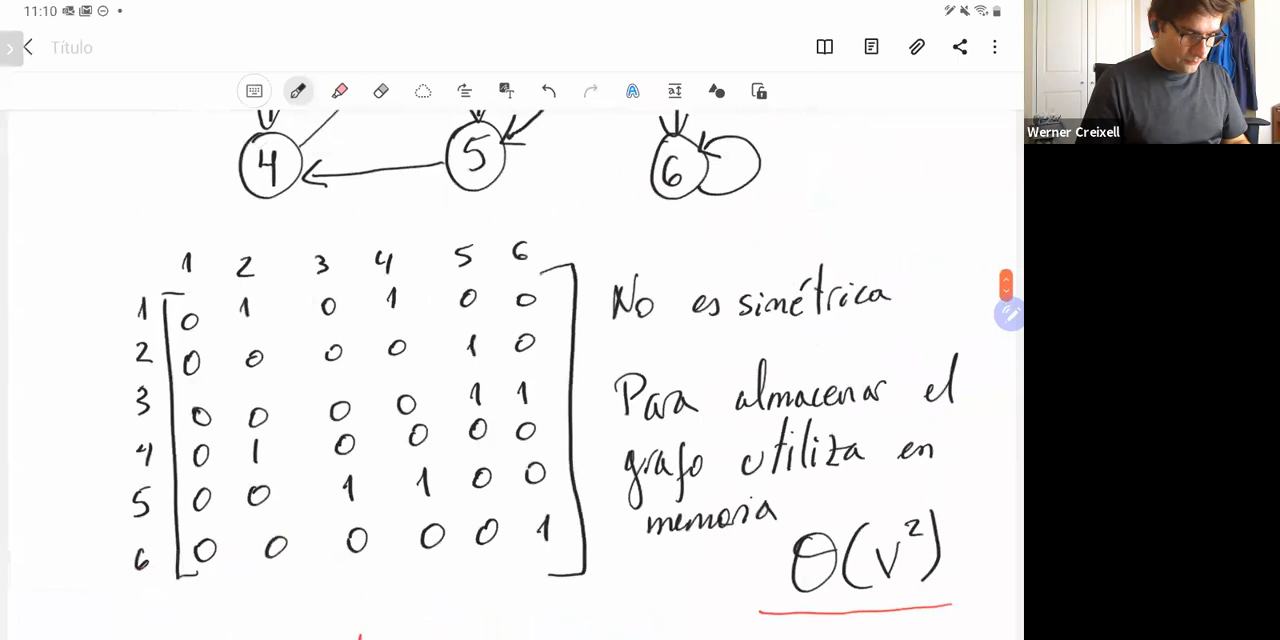 11:10
Título
Werner Creixell
4 5 6
1 2 3 4 5 6
1 0 1 0 1 0 0
2 0 0 0 0 1 0
3 0 0 0 0 1 1
4 0 1 0 0 0 0
5 0 0 1 1 0 0
6 0 0 0 0 0 1
No es simétrica
Para almacenar el
grafo utiliza en
memoria
Θ(V²)